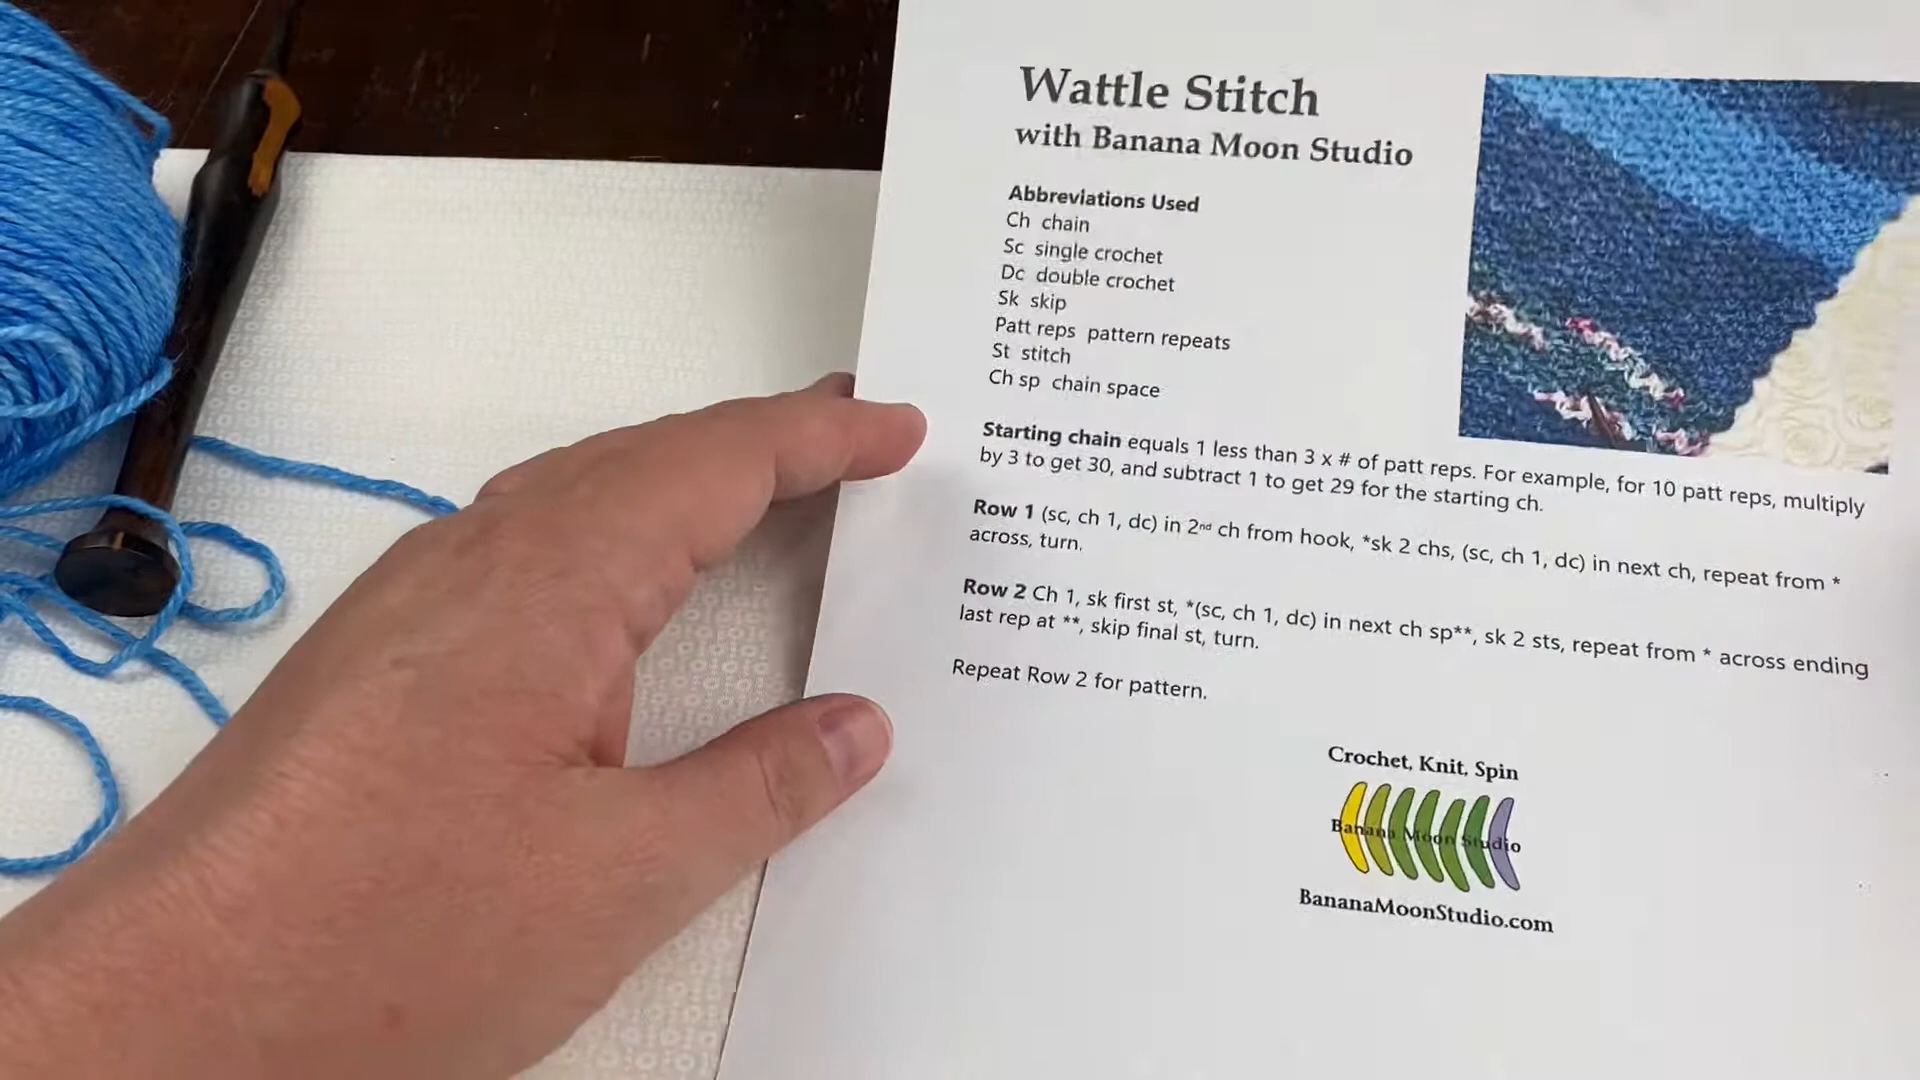 Wattle Stitch
with Banana Moon Studio
Abbreviations Used
Ch chain
Sc single crochet
Dc double crochet
Sk skip
Patt reps pattern repeats
St stitch
Ch sp chain space
Starting chain equals 1 less than 3 x # of patt reps. For example, for 10 patt reps, multiply
by 3 to get 30, and subtract 1 to get 29 for the starting ch.
Row 1 (sc, ch 1, dc) in 2nd ch from hook, *sk 2 chs, (sc, ch 1, dc) in next ch, repeat from *
across, turn.
Row 2 Ch 1, sk first st, *(sc, ch 1, dc) in next ch sp**, sk 2 sts, repeat from * across ending
last rep at **, skip final st, turn.
Repeat Row 2 for pattern.
Crochet, Knit, Spin
Banana Moon Studio
BananaMoonStudio.com